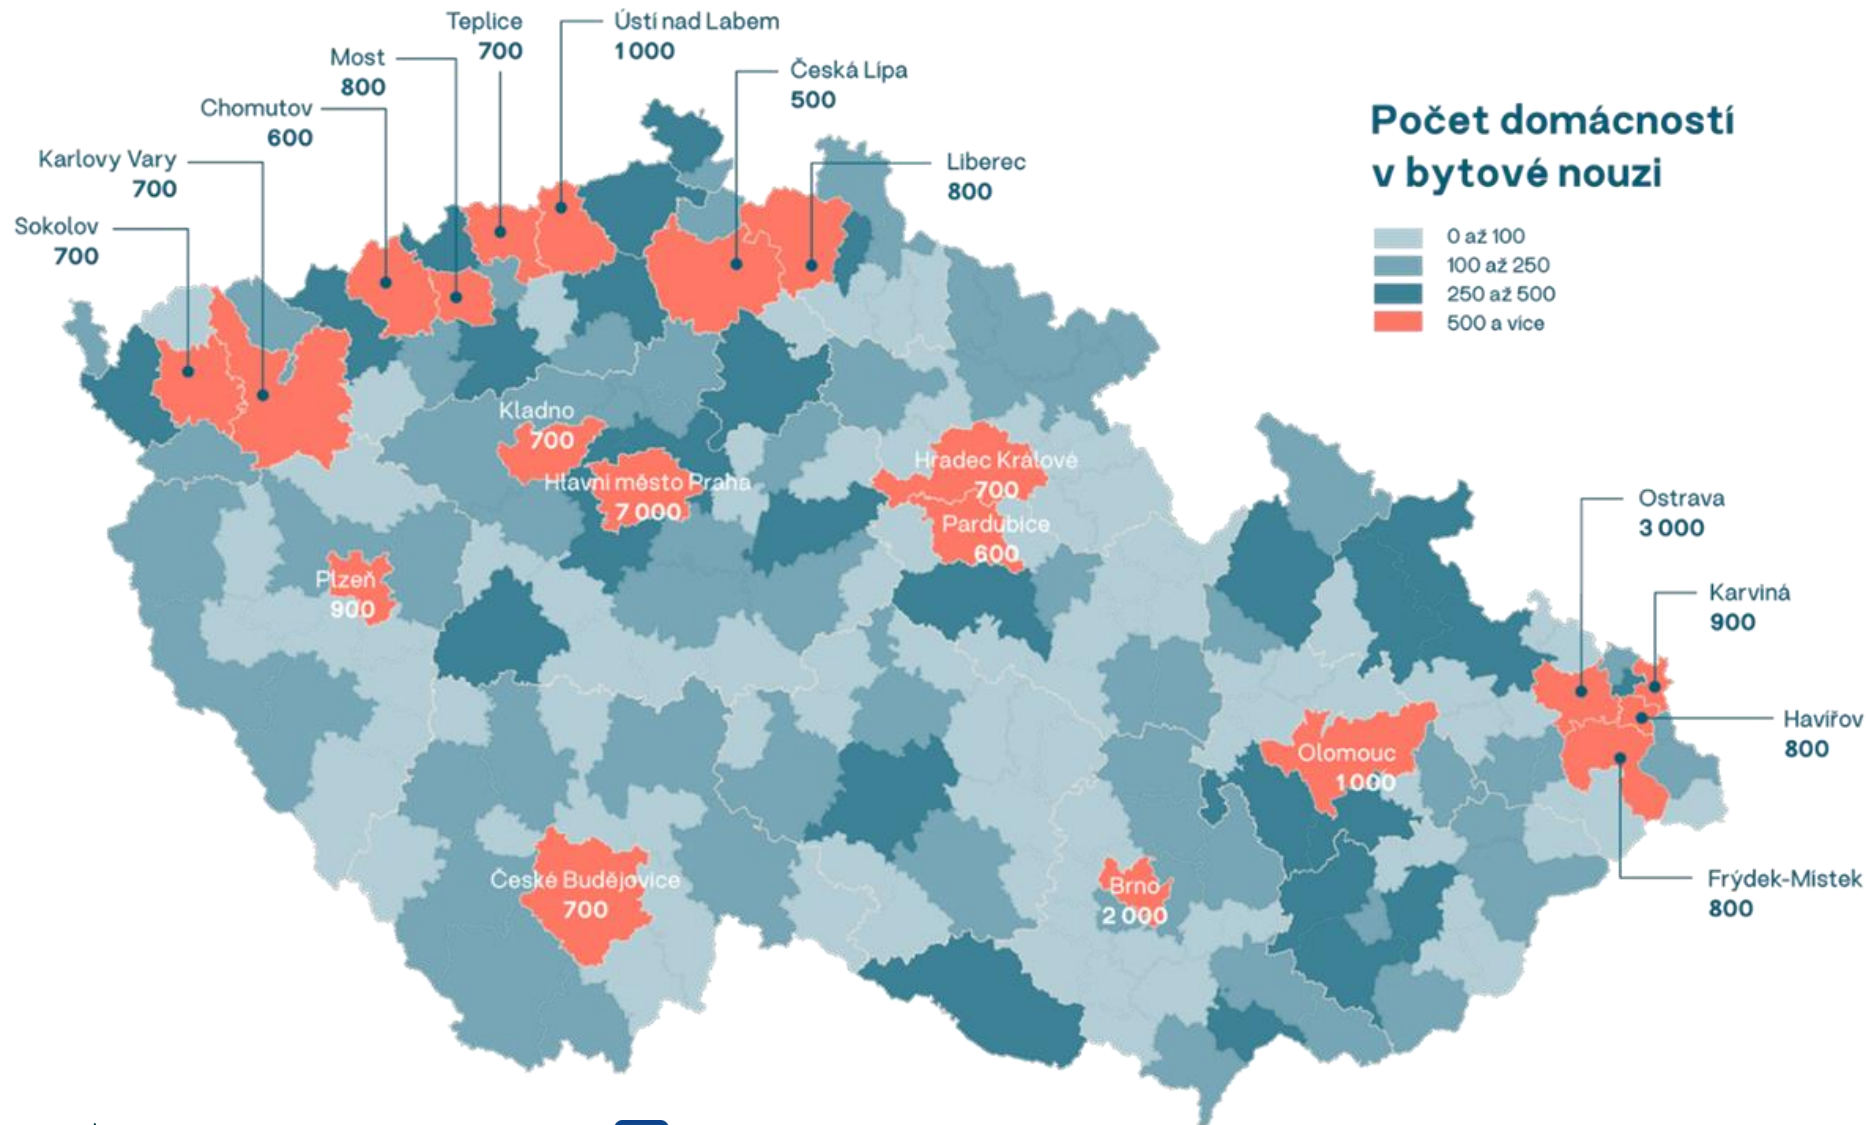 Teplice
700
Ústí nad Labem
1 000
Most
800
Česká Lípa
500
Chomutov
600
Karlovy Vary
700
Liberec
800
Sokolov
700
Počet domácností
v bytové nouzi
0 až 100
100 až 250
250 až 500
500 a více
Kladno
700
Hlavní město Praha
7 000
Hradec Králové
700
Pardubice
600
Plzeň
900
Ostrava
3 000
Karviná
900
Havířov
800
Olomouc
1 000
České Budějovice
700
Brno
2 000
Frýdek-Místek
800